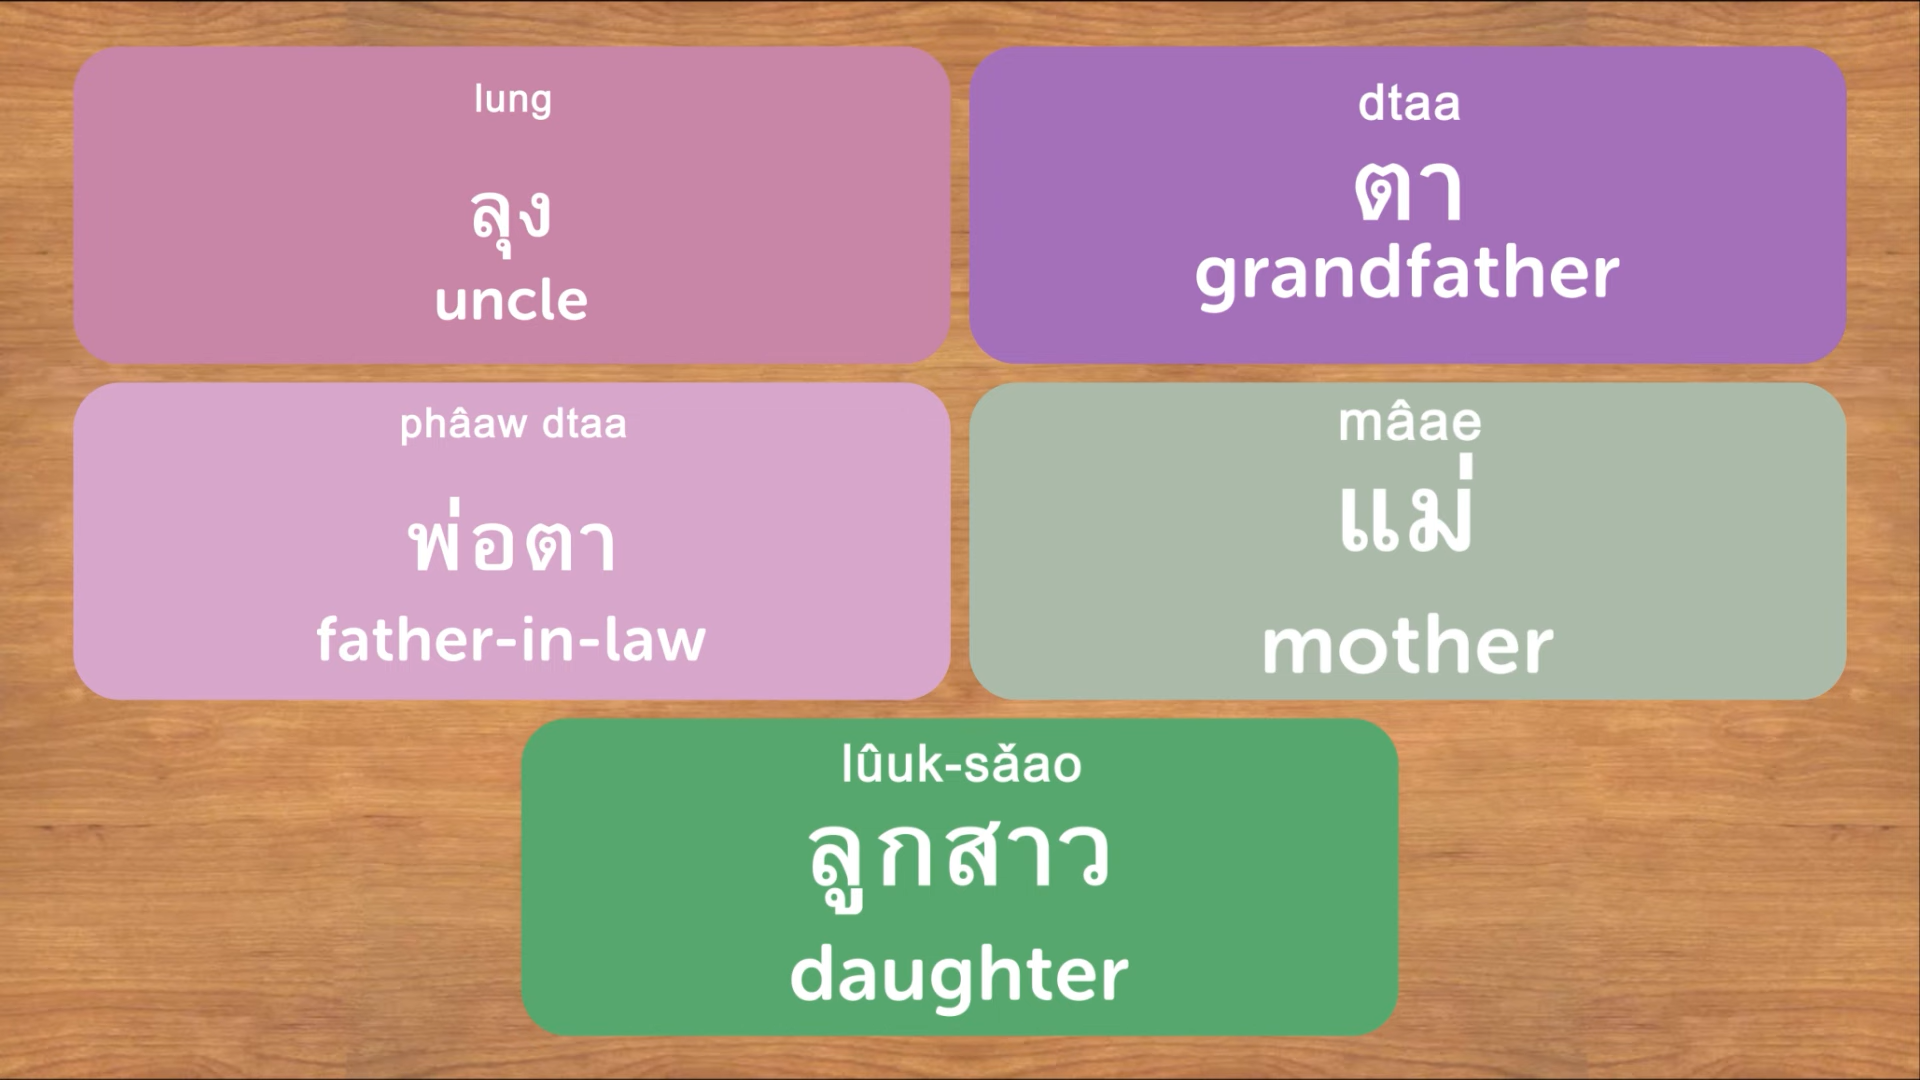 lung
ลุง
uncle
dtaa
ตา
grandfather
phâaw dtaa
พ่อตา
father-in-law
mâae
แม่
mother
lûuk-sǎao
ลูกสาว
daughter